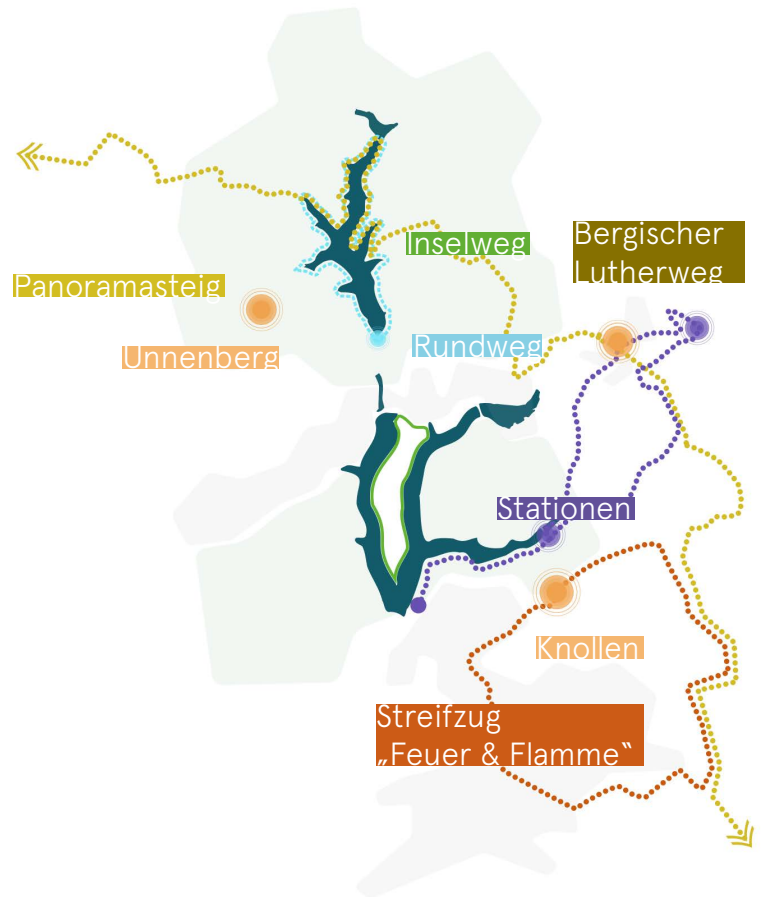 Inselweg
Bergischer
Lutherweg
Panoramasteig
Unnenberg
Rundweg
Stationen
Knollen
Streifzug
„Feuer & Flamme“